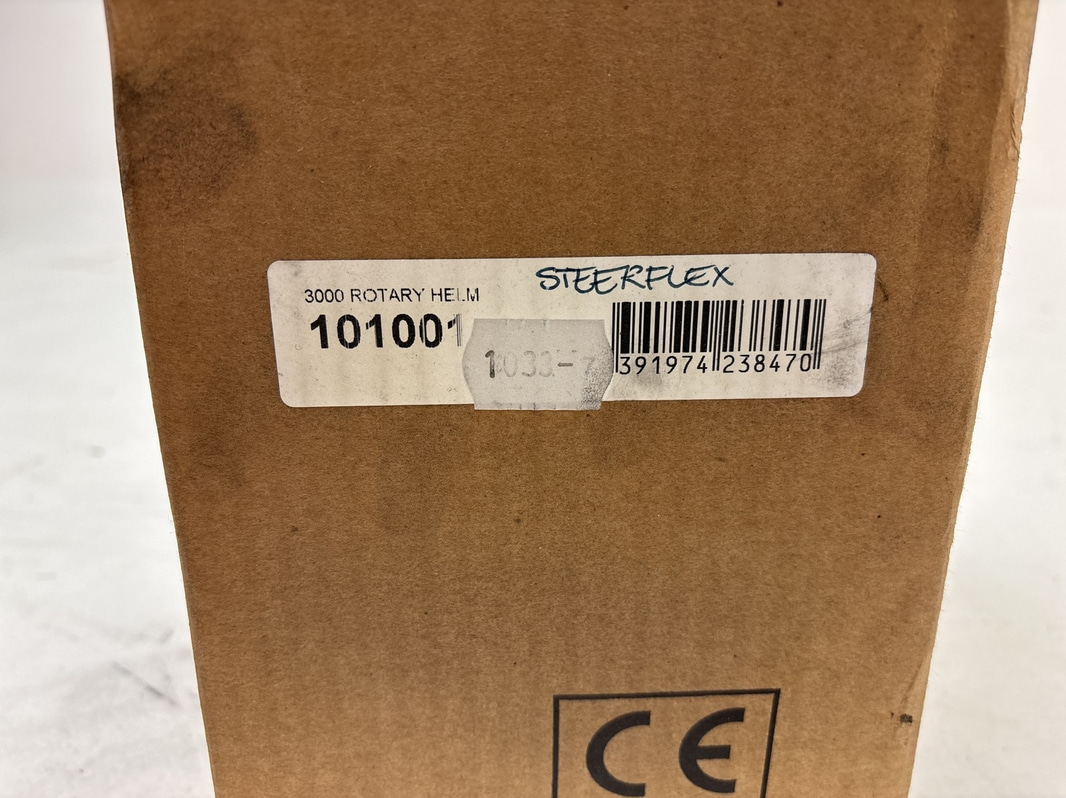 STEERFLEX
3000 ROTARY HELM
101001
391974 238470
CE